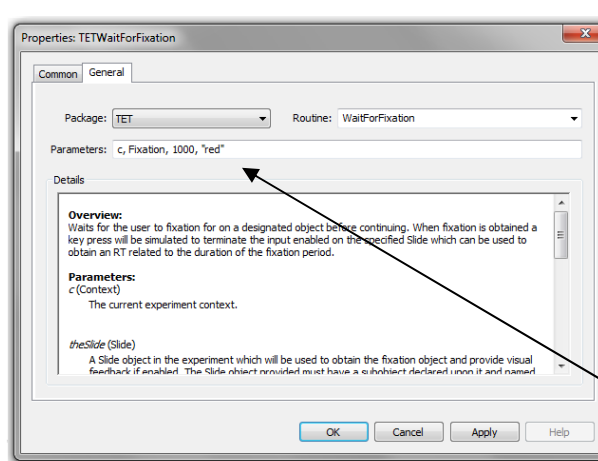 Properties: TETWaitForFixation
Common General
Package: TET Routine: WaitForFixation
Parameters: c, Fixation, 1000, "red"
Details
Overview:
Waits for the user to fixation for on a designated object before continuing. When fixation is obtained a
key press will be simulated to terminate the input enabled on the specified Slide which can be used to
obtain an RT related to the duration of the fixation period.
Parameters:
c (Context)
The current experiment context.
theSlide (Slide)
A Slide object in the experiment which will be used to obtain the fixation object and provide visual
feedback if enabled. The Slide object provided must have a subobject declared upon it and named
OK Cancel Apply Help